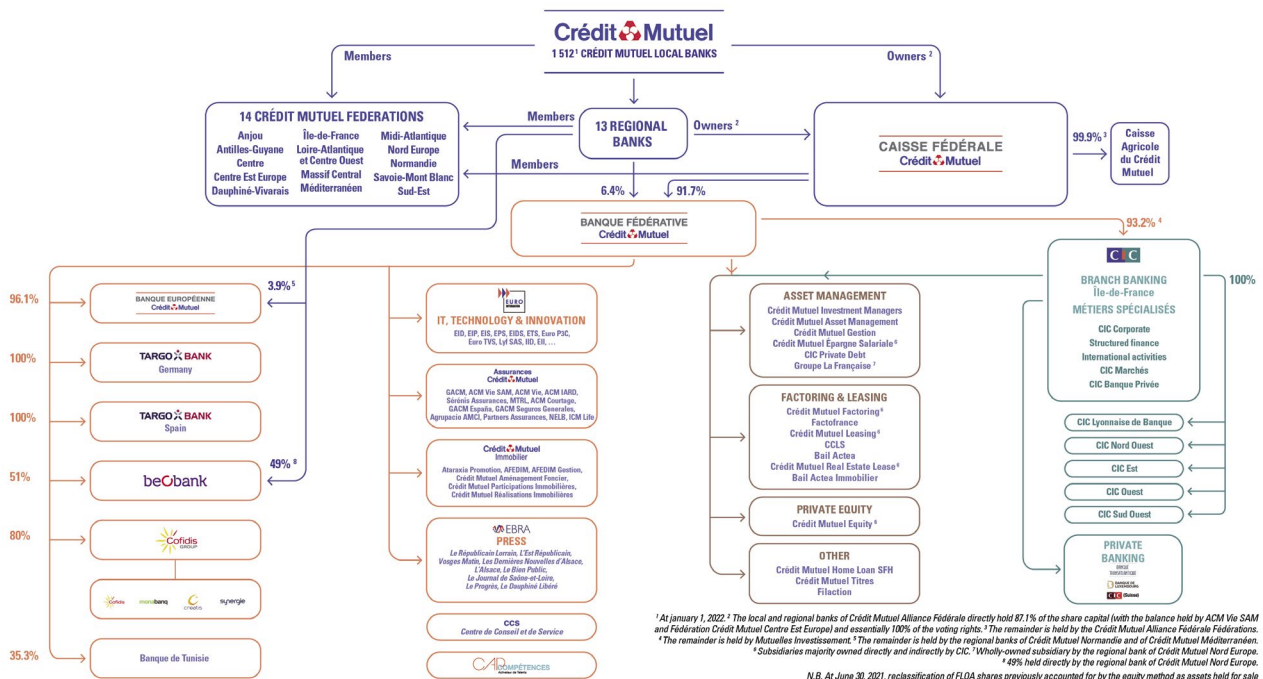 Crédit Mutuel
1 512¹ CRÉDIT MUTUEL LOCAL BANKS
Members
Owners ²
14 CRÉDIT MUTUEL FEDERATIONS
Anjou
Antilles-Guyane
Centre
Centre Est Europe
Dauphiné-Vivarais
Île-de-France
Loire-Atlantique
et Centre Ouest
Massif Central
Méditerranéen
Midi-Atlantique
Nord Europe
Normandie
Savoie-Mont Blanc
Sud-Est
Members
13 REGIONAL
BANKS
Owners ²
Members
CAISSE FÉDÉRALE
Crédit Mutuel
99.9% ³
Caisse
Agricole
du Crédit
Mutuel
6.4%
91.7%
BANQUE FÉDÉRATIVE
Crédit Mutuel
93.2% ⁴
96.1%
BANQUE EUROPÉENNE
Crédit Mutuel
3.9% ⁵
100%
TARGO BANK
Germany
100%
TARGO BANK
Spain
51%
beobank
49% ⁸
80%
Cofidis
GROUP
Cofidis
monabanq
creatis
synergie
35.3%
Banque de Tunisie
EURO
INFORMATION
IT, TECHNOLOGY & INNOVATION
EID, EIP, EIS, EPS, EIDS, ETS, Euro P3C,
Euro TVS, Lyf SAS, IID, EII, …
Assurances
Crédit Mutuel
GACM, ACM Vie SAM, ACM Vie, ACM IARD,
Sérénis Assurances, MTRL, ACM Courtage,
GACM España, GACM Seguros Generales,
Agrupacio AMCI, Partners Assurances, NELB, ICM Life
Crédit Mutuel
Immobilier
Ataraxia Promotion, AFEDIM, AFEDIM Gestion,
Crédit Mutuel Aménagement Foncier,
Crédit Mutuel Participations Immobilières,
Crédit Mutuel Réalisations Immobilières
EBRA
PRESS
Le Républicain Lorrain, L'Est Républicain,
Vosges Matin, Les Dernières Nouvelles d'Alsace,
L'Alsace, Le Bien Public,
Le Journal de Saône-et-Loire,
Le Progrès, Le Dauphiné Libéré
CCS
Centre de Conseil et de Service
CAP COMPÉTENCES
ASSET MANAGEMENT
Crédit Mutuel Investment Managers
Crédit Mutuel Asset Management
Crédit Mutuel Gestion
Crédit Mutuel Épargne Salariale ⁶
CIC Private Debt
Groupe La Française ⁷
FACTORING & LEASING
Crédit Mutuel Factoring ⁶
Factofrance
Crédit Mutuel Leasing ⁶
CCLS
Bail Actea
Crédit Mutuel Real Estate Lease ⁶
Bail Actea Immobilier
PRIVATE EQUITY
Crédit Mutuel Equity ⁶
OTHER
Crédit Mutuel Home Loan SFH
Crédit Mutuel Titres
Filaction
CIC
BRANCH BANKING
Île-de-France
MÉTIERS SPÉCIALISÉS
CIC Corporate
Structured finance
International activities
CIC Marchés
CIC Banque Privée
100%
CIC Lyonnaise de Banque
CIC Nord Ouest
CIC Est
CIC Ouest
CIC Sud Ouest
PRIVATE
BANKING
BANQUE
TRANSATLANTIQUE
BANQUE DE
LUXEMBOURG
CIC (Suisse)
¹ At january 1, 2022. ² The local and regional banks of Crédit Mutuel Alliance Fédérale directly hold 87.1% of the share capital (with the balance held by ACM Vie SAM
and Fédération Crédit Mutuel Centre Est Europe) and essentially 100% of the voting rights. ³ The remainder is held by the Crédit Mutuel Alliance Fédérale Fédérations.
⁴ The remainder is held by Mutuelles Investissement. ⁵ The remainder is held by the regional banks of Crédit Mutuel Normandie and of Crédit Mutuel Méditerranéen.
⁶ Subsidiaries majority owned directly and indirectly by CIC. ⁷ Wholly-owned subsidiary by the regional bank of Crédit Mutuel Nord Europe.
⁸ 49% held directly by the regional bank of Crédit Mutuel Nord Europe.
N.B. At June 30, 2021, reclassification of FLOA shares previously accounted for by the equity method as assets held for sale